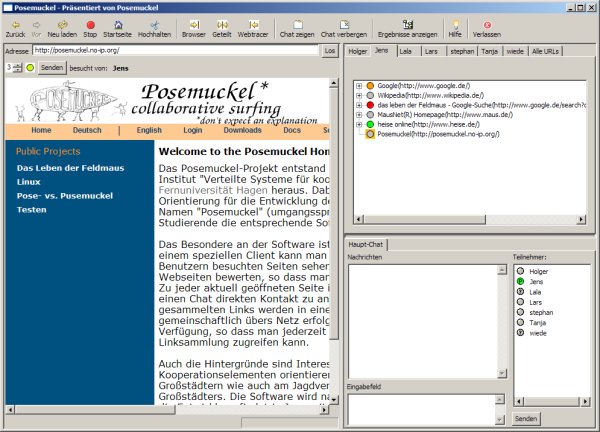 Posemuckel - Präsentiert von Posemuckel
Zurück Vor Neu laden Stop Startseite Hochhalten Browser Geteilt Webtracer Chat zeigen Chat verbergen Ergebnisse anzeigen Hilfe Verlassen
Adresse http://posemuckel.no-ip.org/ Los
3 Senden besucht von: Jens
POSEMUCKEL
Posemuckel*
collaborative surfing
*don't expect an explanation
Home Deutsch | English Login Downloads Docs Su
Public Projects
Das Leben der Feldmaus
Linux
Pose- vs. Pusemuckel
Testen
Welcome to the Posemuckel Hom
Das Posemuckel-Projekt entstand
Institut "Verteilte Systeme für koo
Fernuniversität Hagen heraus. Dab
Orientierung für die Entwicklung de
Namen "Posemuckel" (umgangsspr
Studierende die entsprechende Sof
Das Besondere an der Software ist
einem speziellen Client kann man
Benutzern besuchten Seiten sehen
Webseiten bewerten, so dass man
Zu jeder aktuell geöffneten Seite i
einen Chat direkten Kontakt zu an
gesammelten Links werden in eine
gemeinschaftlich übers Netz erfolg
Verfügung, so dass man jederzeit
Linksammlung zugreifen kann.
Auch die Hintergründe sind Interes
Kooperationselementen orientieren
Großstädtern wie auch am Jagdver
Großstädters. Die Software wird na
Holger Jens Lala Lars stephan Tanja wiede Alle URLs
Google(http://www.google.de/)
Wikipedia(http://www.wikipedia.de/)
das leben der Feldmaus - Google-Suche(http://www.google.de/search?c
MausNet(R) Homepage(http://www.maus.de/)
heise online(http://www.heise.de/)
Posemuckel(http://posemuckel.no-ip.org/)
Haupt-Chat
Nachrichten
Teilnehmer:
Holger
Jens
Lala
Lars
stephan
Tanja
wiede
Eingabefeld
Senden